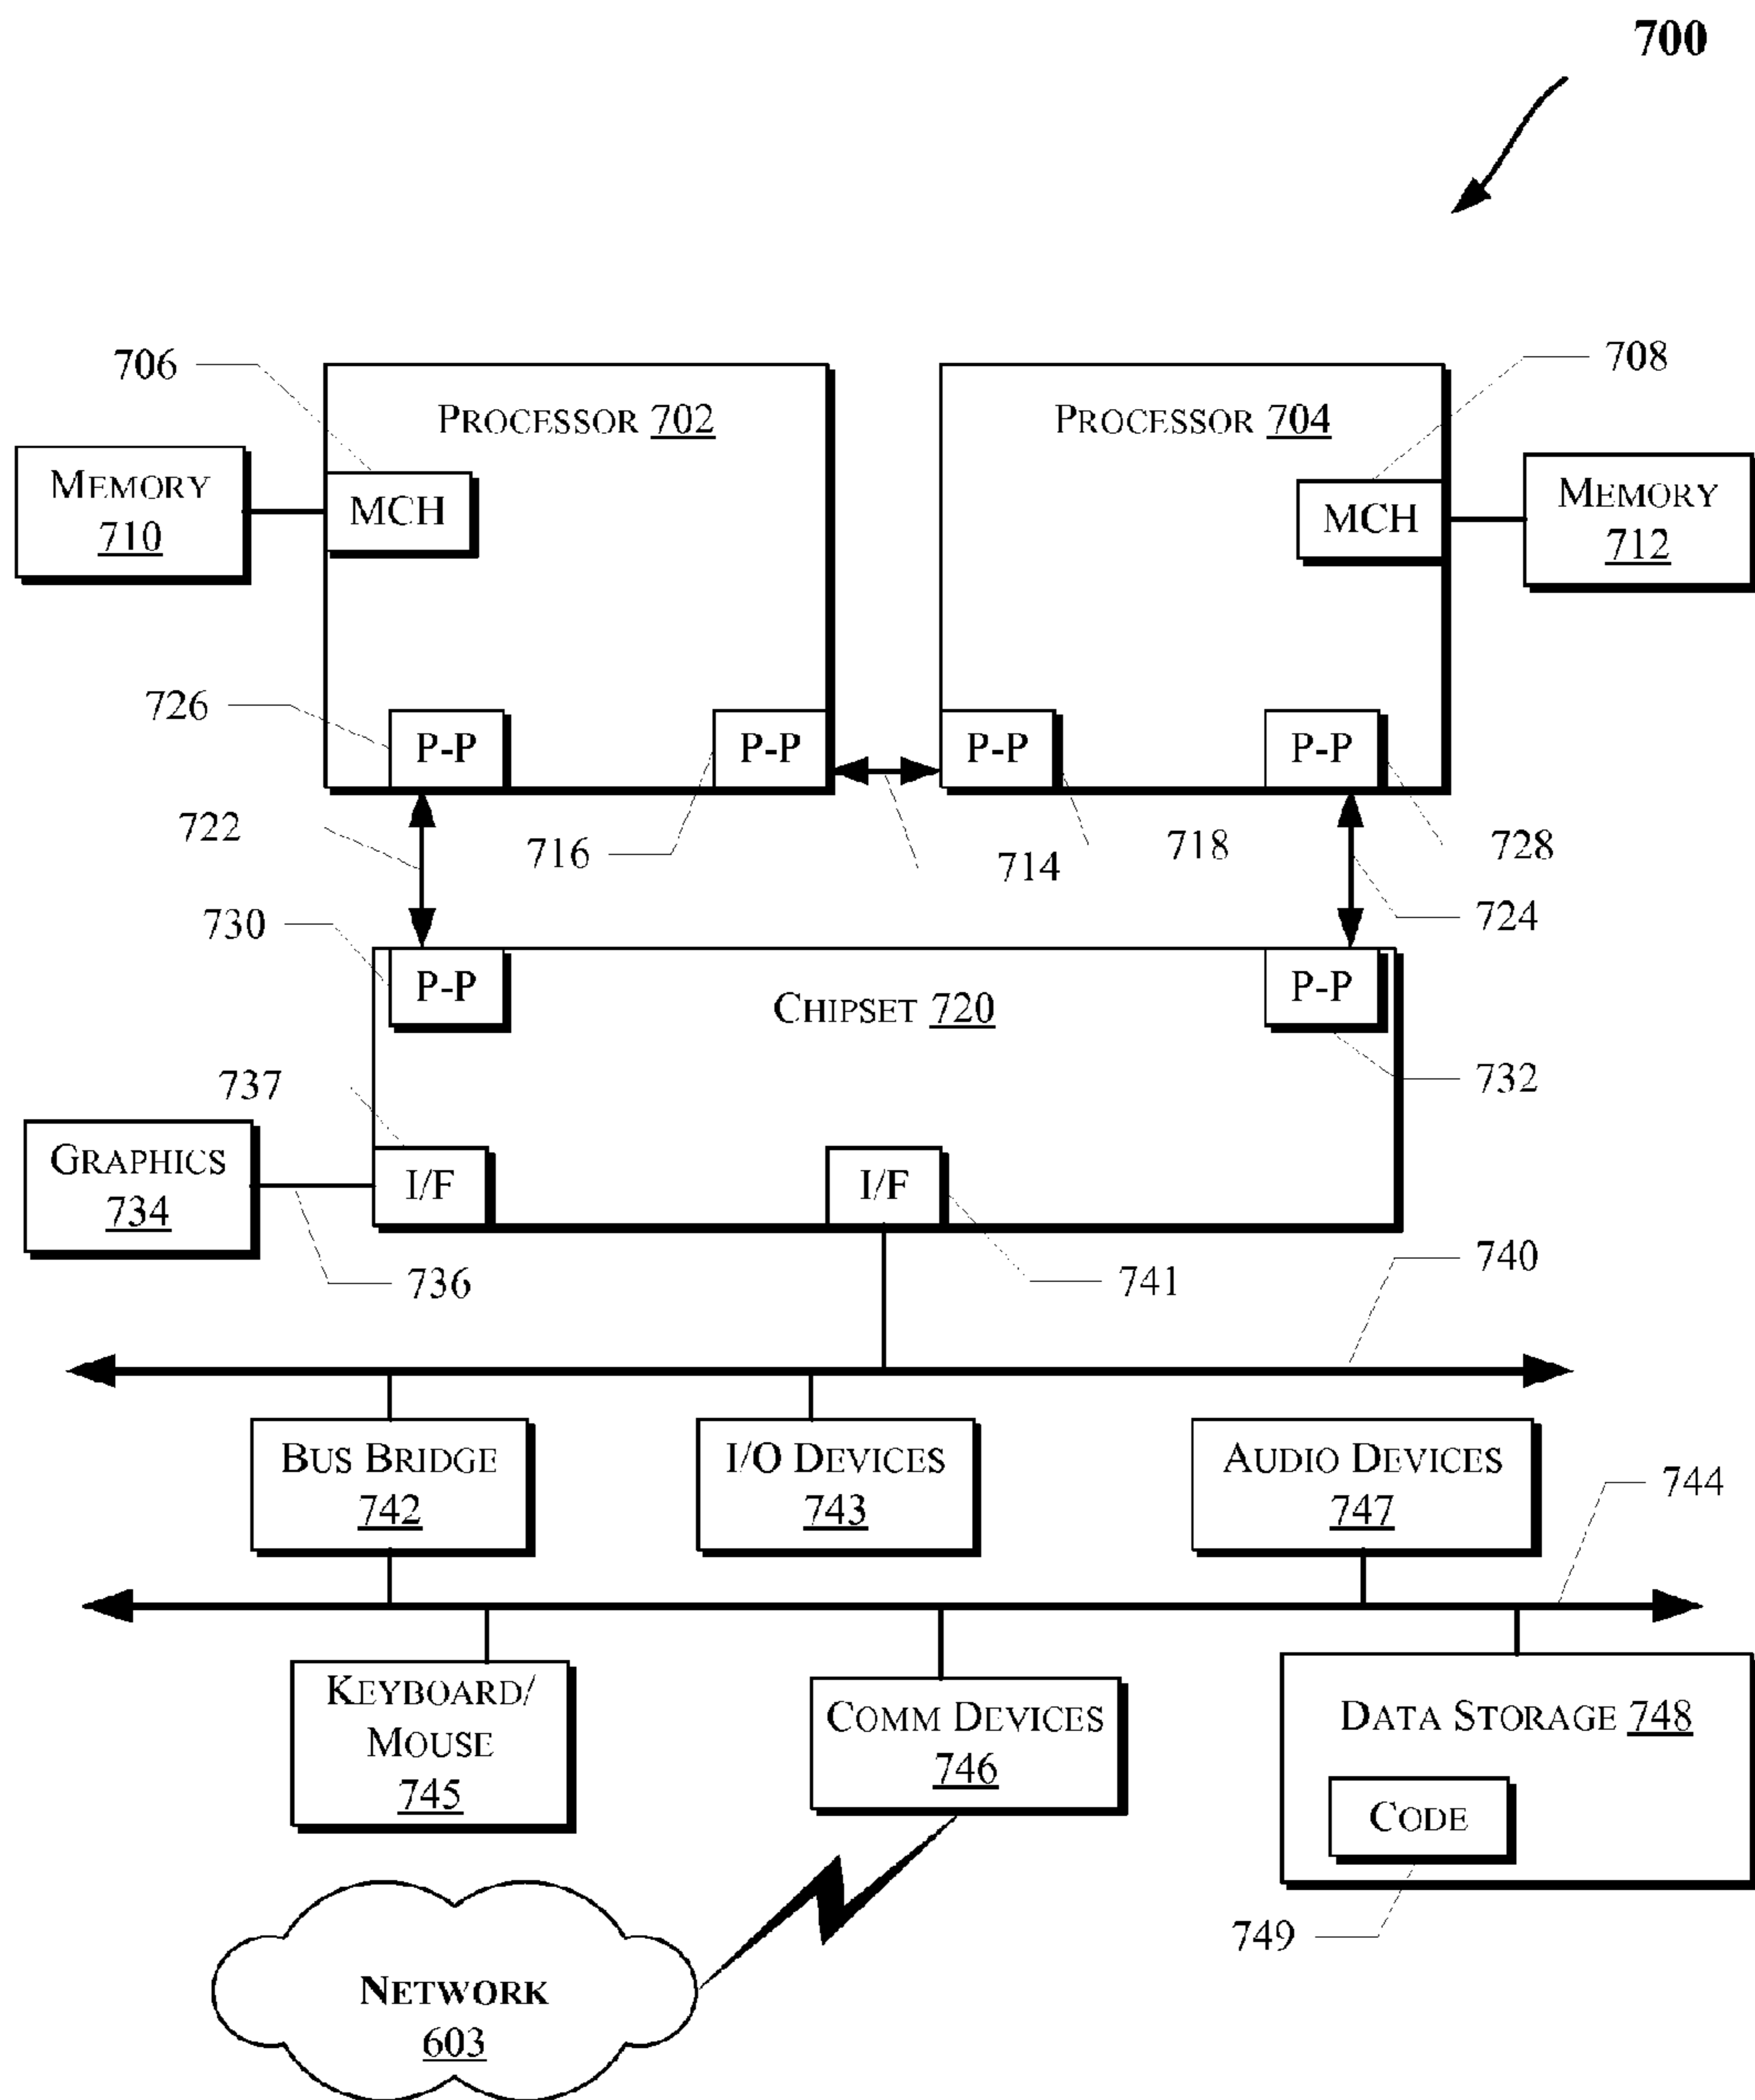 700
706
708
PROCESSOR 702
PROCESSOR 704
MEMORY
710
MCH
MCH
MEMORY
712
726
P-P
P-P
P-P
P-P
722
716
714
718
728
724
730
P-P
CHIPSET 720
P-P
732
737
GRAPHICS
734
I/F
I/F
736
741
740
BUS BRIDGE
742
I/O DEVICES
743
AUDIO DEVICES
747
744
KEYBOARD/
MOUSE
745
COMM DEVICES
746
DATA STORAGE 748
CODE
749
NETWORK
603